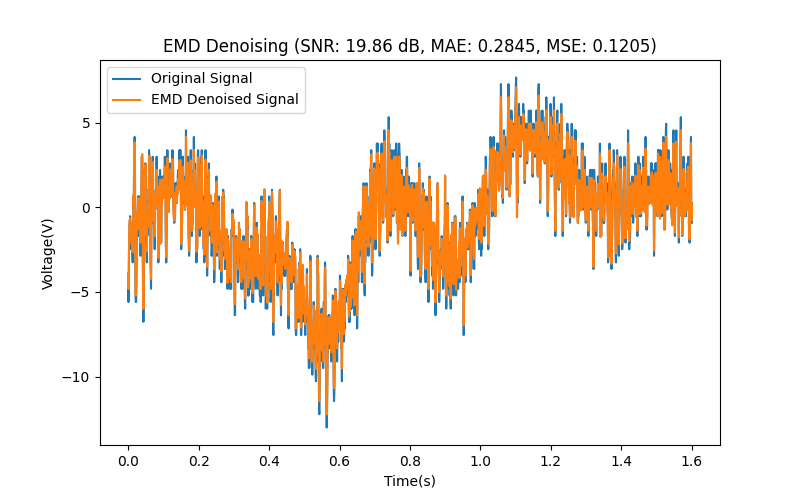 EMD Denoising (SNR: 19.86 dB, MAE: 0.2845, MSE: 0.1205)
Original Signal
EMD Denoised Signal
5
0
−5
−10
Voltage(V)
0.0 0.2 0.4 0.6 0.8 1.0 1.2 1.4 1.6
Time(s)